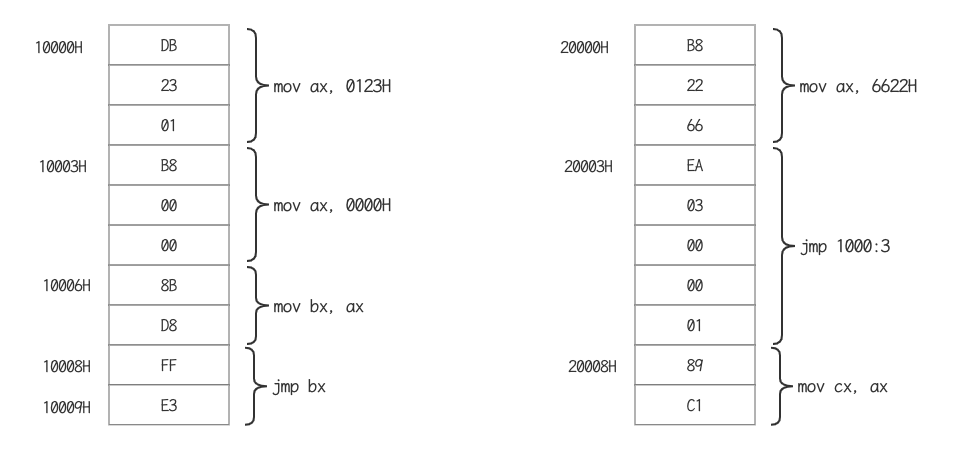 10000H DB
23 mov ax, 0123H
01
10003H B8
00 mov ax, 0000H
00
10006H 8B
mov bx, ax
D8
10008H FF
jmp bx
10009H E3
20000H B8
22 mov ax, 6622H
66
20003H EA
03
00 jmp 1000:3
00
01
20008H 89
mov cx, ax
C1